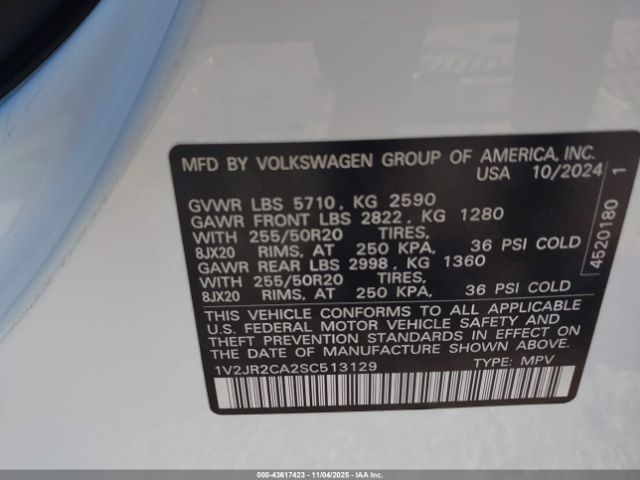 MFD BY VOLKSWAGEN GROUP OF AMERICA, INC.
USA 10/2024
GVWR LBS 5710, KG 2590
GAWR FRONT LBS 2822, KG 1280
WITH 255/50R20 TIRES,
8JX20 RIMS, AT 250 KPA, 36 PSI COLD
GAWR REAR LBS 2998, KG 1360
WITH 255/50R20 TIRES,
8JX20 RIMS, AT 250 KPA, 36 PSI COLD
THIS VEHICLE CONFORMS TO ALL APPLICABLE
U.S. FEDERAL MOTOR VEHICLE SAFETY AND
THEFT PREVENTION STANDARDS IN EFFECT
ON THE DATE OF MANUFACTURE SHOWN ABOVE.
1V2JR2CA2SC513129 TYPE: MPV
4520180 1
000-43617423 - 11/04/2025 - IAAI Inc.